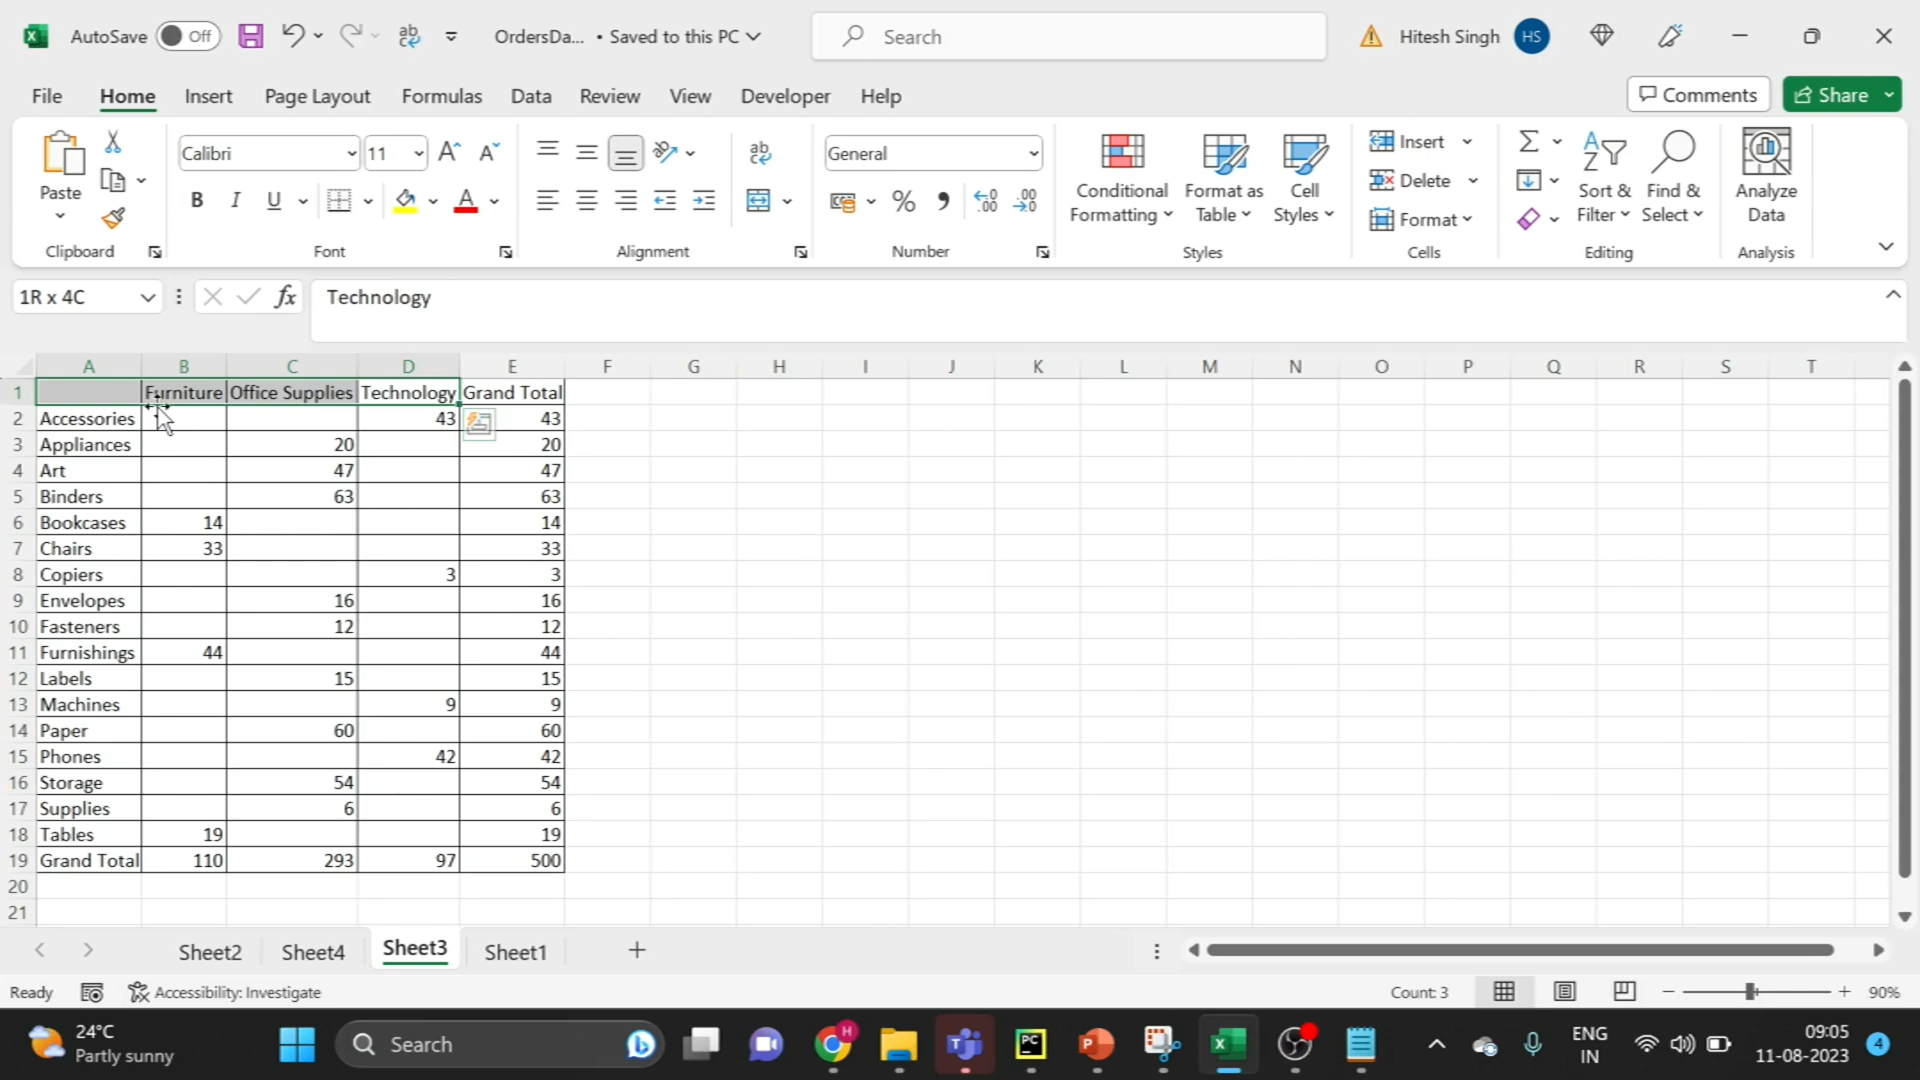 AutoSave Off OrdersDa... • Saved to this PC Search Hitesh Singh HS
File Home Insert Page Layout Formulas Data Review View Developer Help Comments Share
Paste
Calibri 11
General
Conditional Formatting
Format as Table
Cell Styles
Insert
Delete
Format
Sort & Filter
Find & Select
Analyze Data
Clipboard Font Alignment Number Styles Cells Editing Analysis
1R x 4C fx Technology
A B C D E F G H I J K L M N O P Q R S T
1 Furniture Office Supplies Technology Grand Total
2 Accessories 43 43
3 Appliances 20 20
4 Art 47 47
5 Binders 63 63
6 Bookcases 14 14
7 Chairs 33 33
8 Copiers 3 3
9 Envelopes 16 16
10 Fasteners 12 12
11 Furnishings 44 44
12 Labels 15 15
13 Machines 9 9
14 Paper 60 60
15 Phones 42 42
16 Storage 54 54
17 Supplies 6 6
18 Tables 19 19
19 Grand Total 110 293 97 500
20
21
Sheet2 Sheet4 Sheet3 Sheet1
Ready Accessibility: Investigate Count: 3 90%
24°C
Partly sunny
Search
ENG
IN
09:05
11-08-2023
4